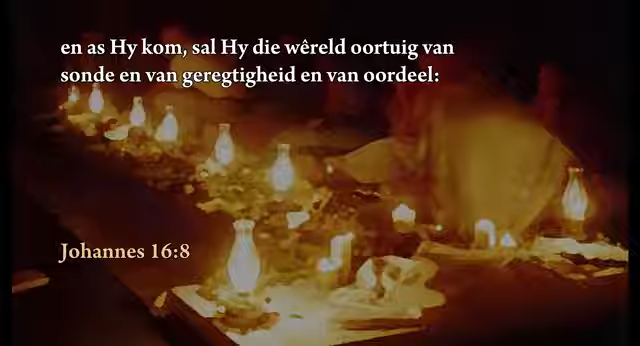 en as Hy kom, sal Hy die wêreld oortuig van
sonde en van geregtigheid en van oordeel:
Johannes 16:8